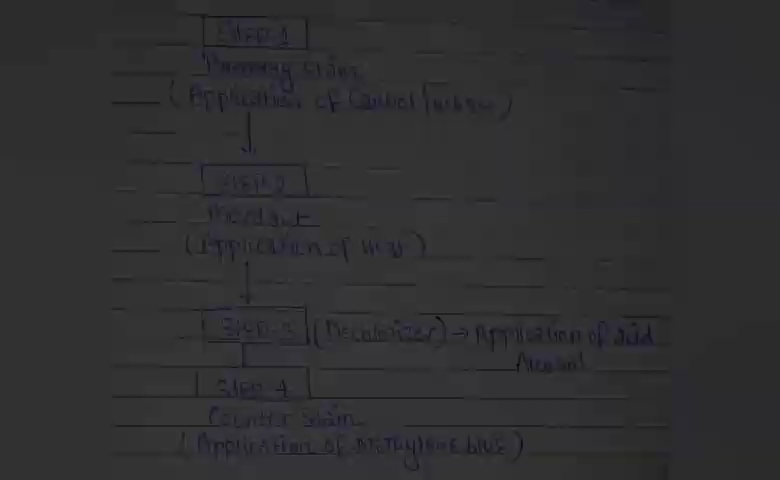 STEP-1
Primary stain
(Application of Carbol fuchsin)
STEP-2
Mordant
(Application of Heat)
STEP-3 (Decolorizer) → Application of acid
Alcohol
STEP-4
Counter stain
(Application of METHYLENE blue)